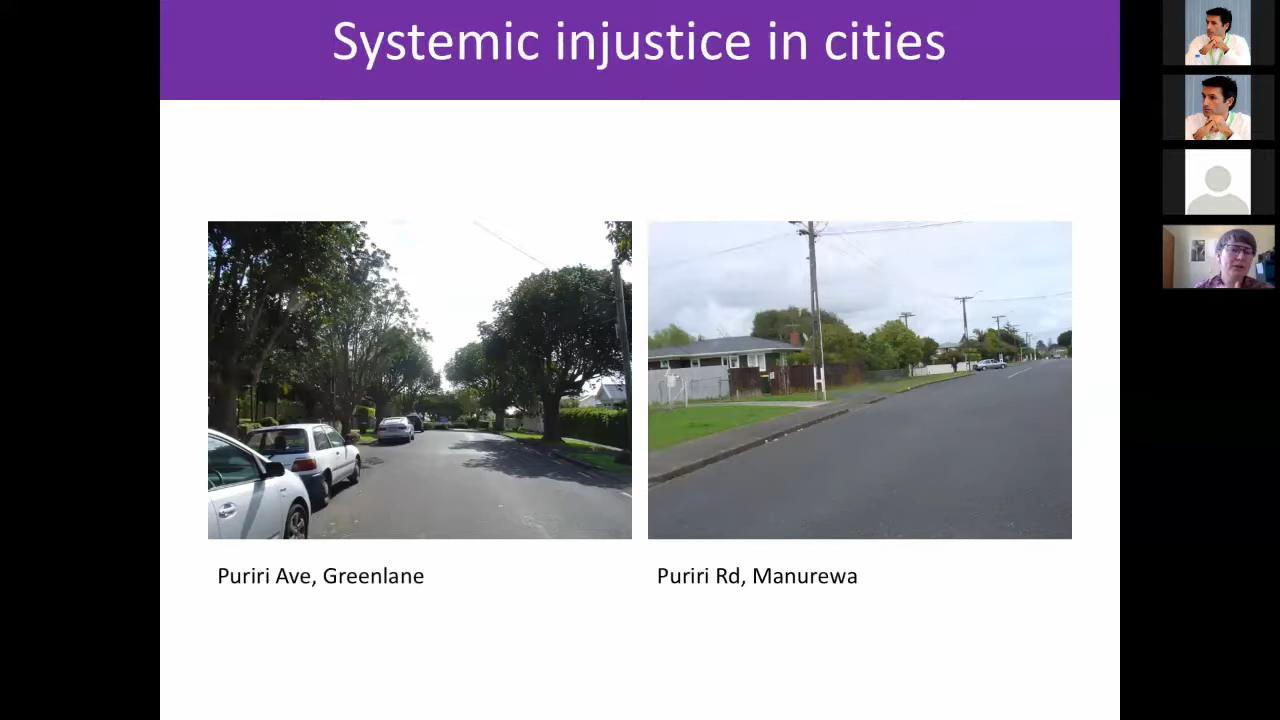 Systemic injustice in cities
Puriri Ave, Greenlane
Puriri Rd, Manurewa